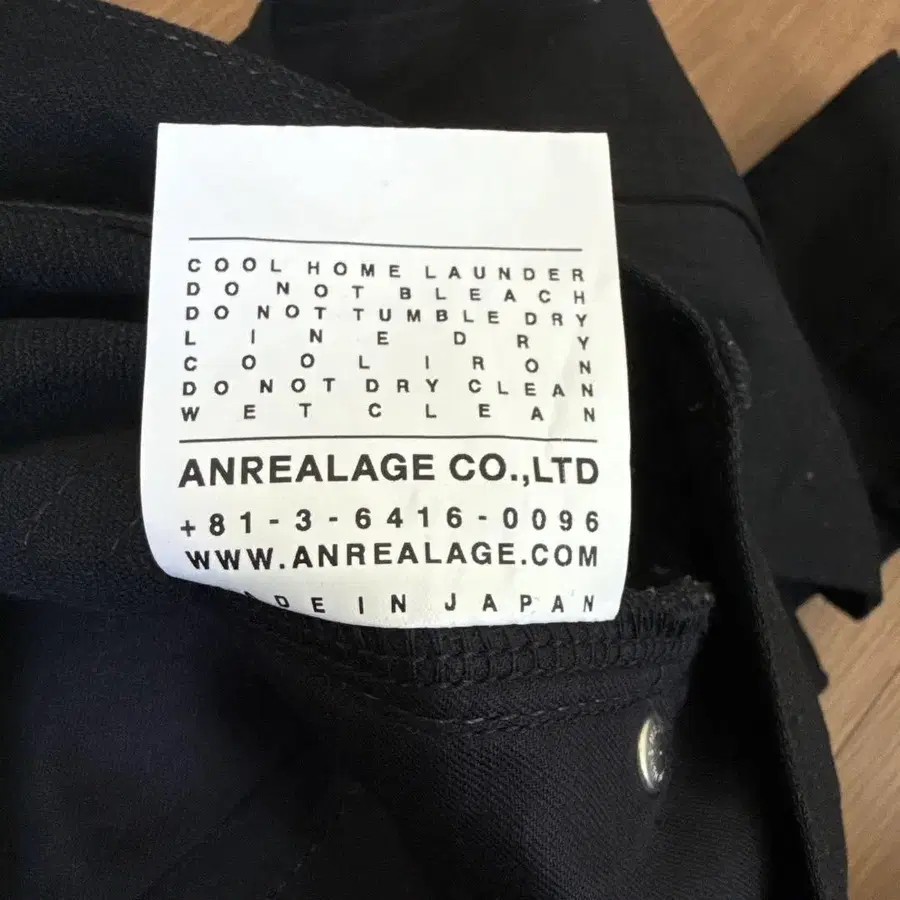 COOL HOME LAUNDER
DO NOT BLEACH
DO NOT TUMBLE DRY
LINE DRY
COOL IRON
DO NOT DRY CLEAN
WET CLEAN
ANREALAGE CO.,LTD
+81-3-6416-0096
WWW.ANREALAGE.COM
MADE IN JAPAN